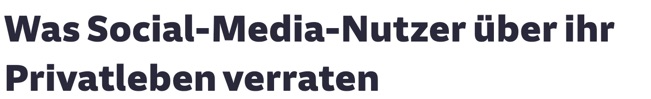 Was Social-Media-Nutzer über ihr
Privatleben verraten